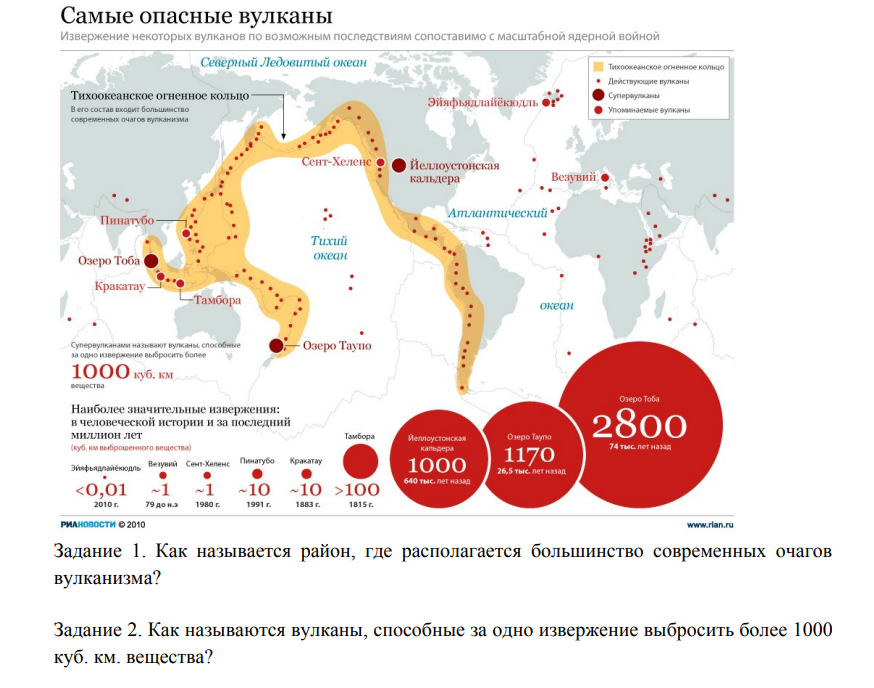 Самые опасные вулканы
Извержение некоторых вулканов по возможным последствиям сопоставимо с масштабной ядерной войной
Северный Ледовитый океан
Тихоокеанское огненное кольцо
Действующие вулканы
Супервулканы
Упоминаемые вулканы
Тихоокеанское огненное кольцо
В его состав входит большинство
современных очагов
вулканизма
Эйяфьядлайёкюдль
Сент-Хеленс
Йеллоустонская
кальдера
Везувий
Пинатубо
Атлантический
Тихий
океан
Озеро Тоба
Кракатау
Тамбора
океан
Озеро Таупо
Супервулканами называют вулканы, способные
за одно извержение выбросить более
1000 куб. км
вещества
Наиболее значительные извержения:
в человеческой истории и за последний
миллион лет
(куб. км выброшенного вещества)
Эйяфьядлайёкюдль
<0,01
2010 г.
Везувий
~1
79 до н.э
Сент-Хеленс
~1
1980 г.
Пинатубо
~10
1991 г.
Кракатау
~10
1883 г.
Тамбора
>100
1815 г.
Йеллоустонская
кальдера
1000
640 тыс. лет назад
Озеро Таупо
1170
26,5 тыс. лет назад
Озеро Тоба
2800
74 тыс. лет назад
РИАНОВОСТИ © 2010
www.rian.ru
Задание 1. Как называется район, где располагается большинство современных очагов
вулканизма?
Задание 2. Как называются вулканы, способные за одно извержение выбросить более 1000
куб. км. вещества?